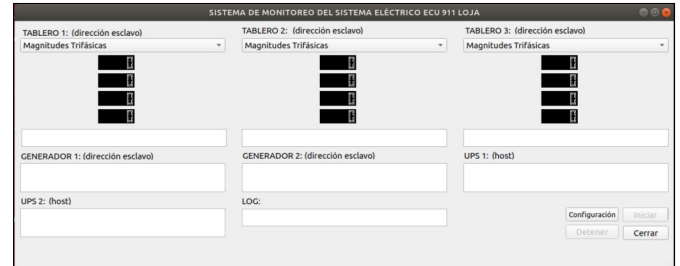 SISTEMA DE MONITOREO DEL SISTEMA ELÉCTRICO ECU 911 LOJA
TABLERO 1: (dirección esclavo)
TABLERO 2: (dirección esclavo)
TABLERO 3: (dirección esclavo)
Magnitudes Trifásicas
Magnitudes Trifásicas
Magnitudes Trifásicas
GENERADOR 1: (dirección esclavo)
GENERADOR 2: (dirección esclavo)
UPS 1: (host)
UPS 2: (host)
LOG:
Configuración
Iniciar
Detener
Cerrar